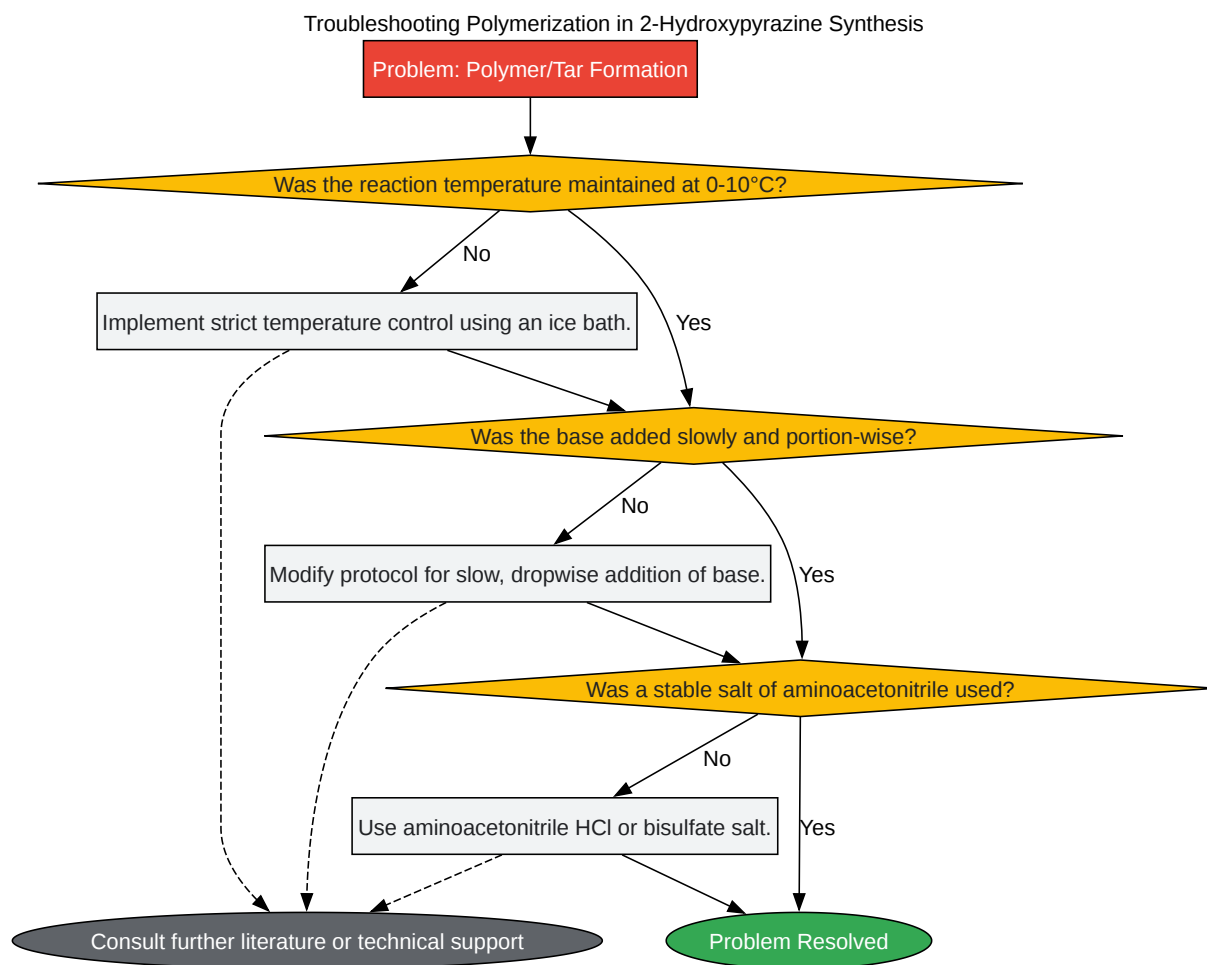 Troubleshooting Polymerization in 2-Hydroxypyrazine Synthesis
Problem: Polymer/Tar Formation
Was the reaction temperature maintained at 0-10°C?
No
Implement strict temperature control using an ice bath.
Yes
Was the base added slowly and portion-wise?
No
Modify protocol for slow, dropwise addition of base.
Yes
Was a stable salt of aminoacetonitrile used?
No
Use aminoacetonitrile HCl or bisulfate salt.
Yes
Consult further literature or technical support
Problem Resolved